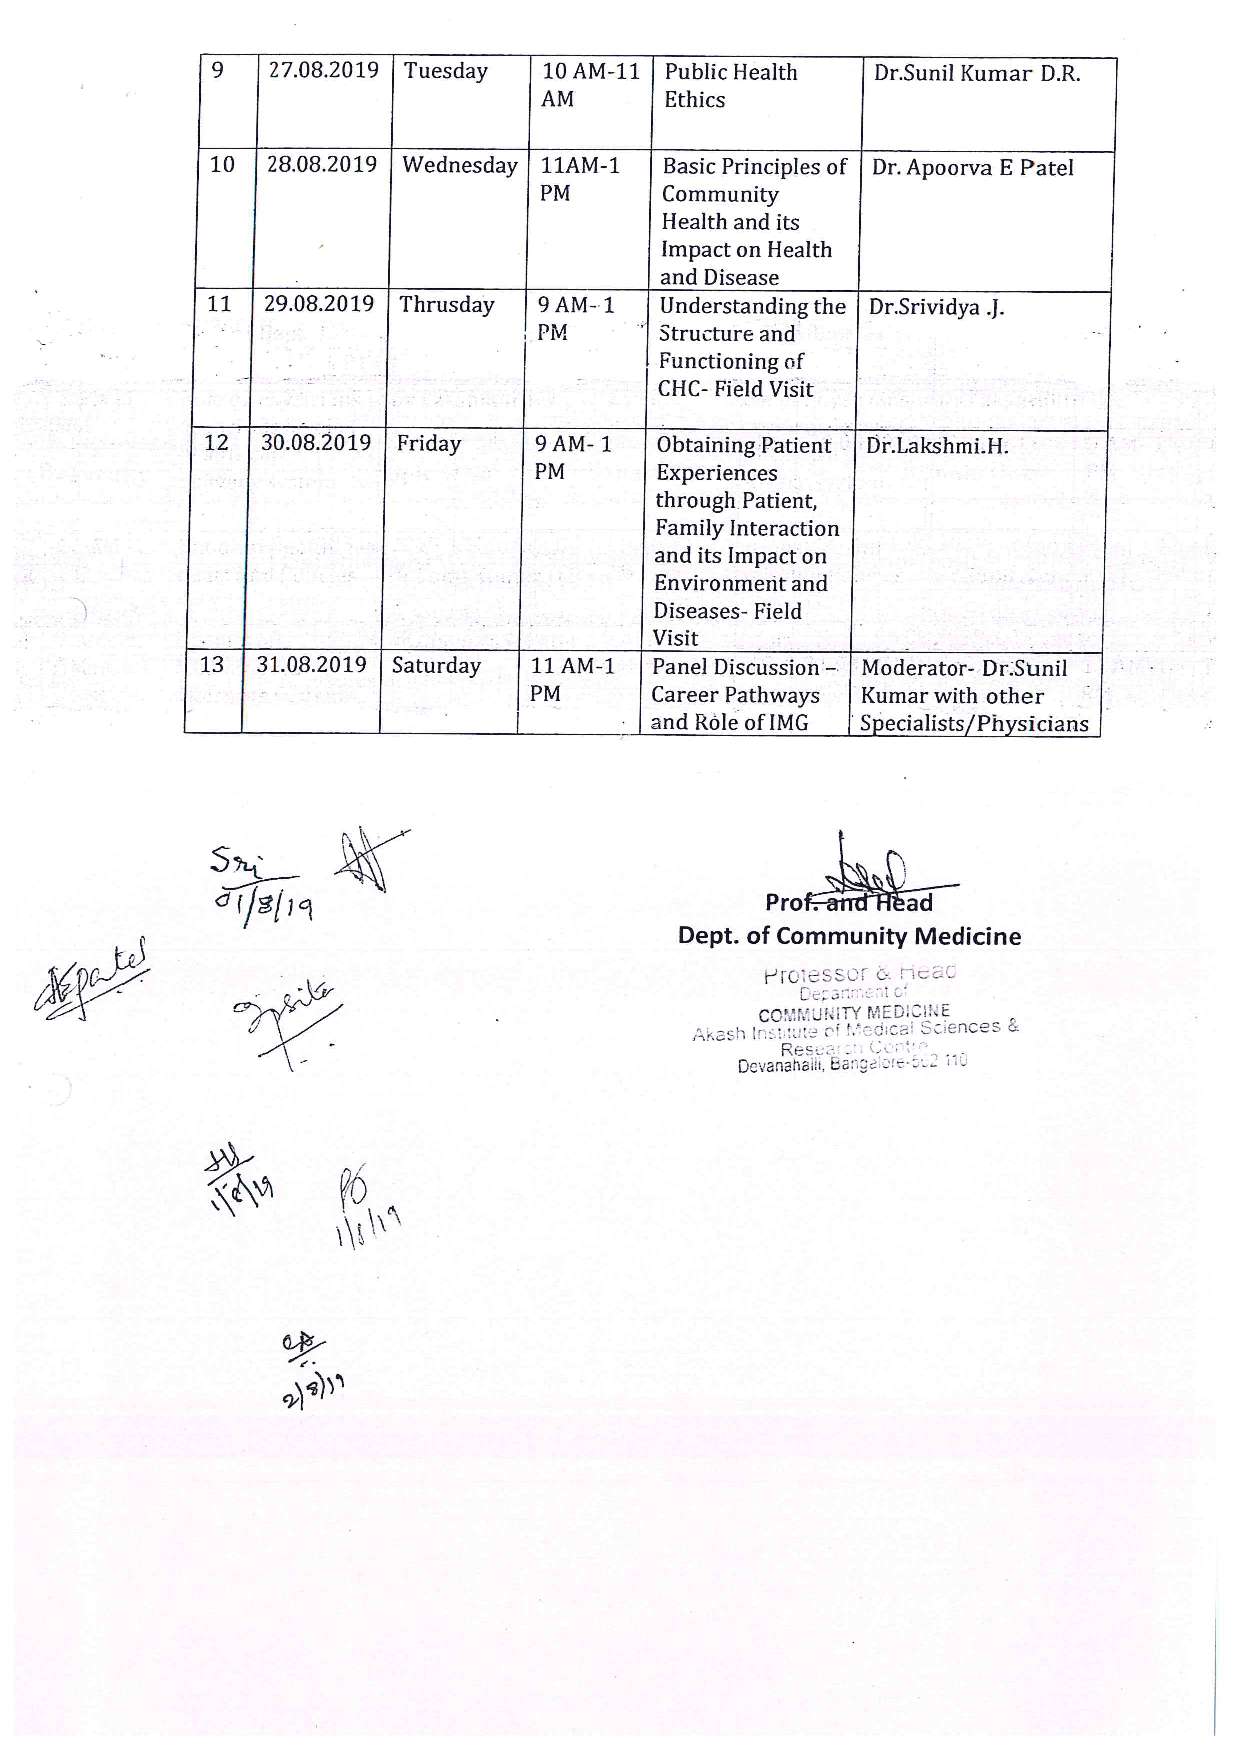 9 27.08.2019 Tuesday 10 AM-11 Public Health Dr.Sunil Kumar D.R.
AM Ethics
10 28.08.2019 Wednesday 11AM-1 Basic Principles of Dr. Apoorva E Patel
PM Community
Health and its
Impact on Health
and Disease
11 29.08.2019 Thrusday 9 AM- 1 Understanding the Dr.Srividya .J.
PM Structure and
Functioning of
CHC- Field Visit
12 30.08.2019 Friday 9 AM- 1 Obtaining Patient Dr.Lakshmi.H.
PM Experiences
through Patient,
Family Interaction
and its Impact on
Environment and
Diseases- Field
Visit
13 31.08.2019 Saturday 11 AM-1 Panel Discussion – Moderator- Dr.Sunil
PM Career Pathways Kumar with other
and Role of IMG Specialists/Physicians
Sri
01/8/19
Prof. and Head
Dept. of Community Medicine
Professor & Head
Department of
COMMUNITY MEDICINE
Akash Institute of Medical Sciences &
Research Centre
Devanahalli, Bangalore-562 110
1/8/19
1/8/19
2/8/19